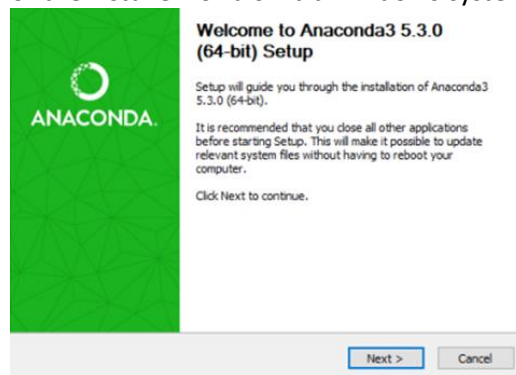 Welcome to Anaconda3 5.3.0
(64-bit) Setup
Setup will guide you through the installation of Anaconda3
5.3.0 (64-bit).
It is recommended that you close all other applications
before starting Setup. This will make it possible to update
relevant system files without having to reboot your
computer.
Click Next to continue.
ANACONDA.
Next >
Cancel